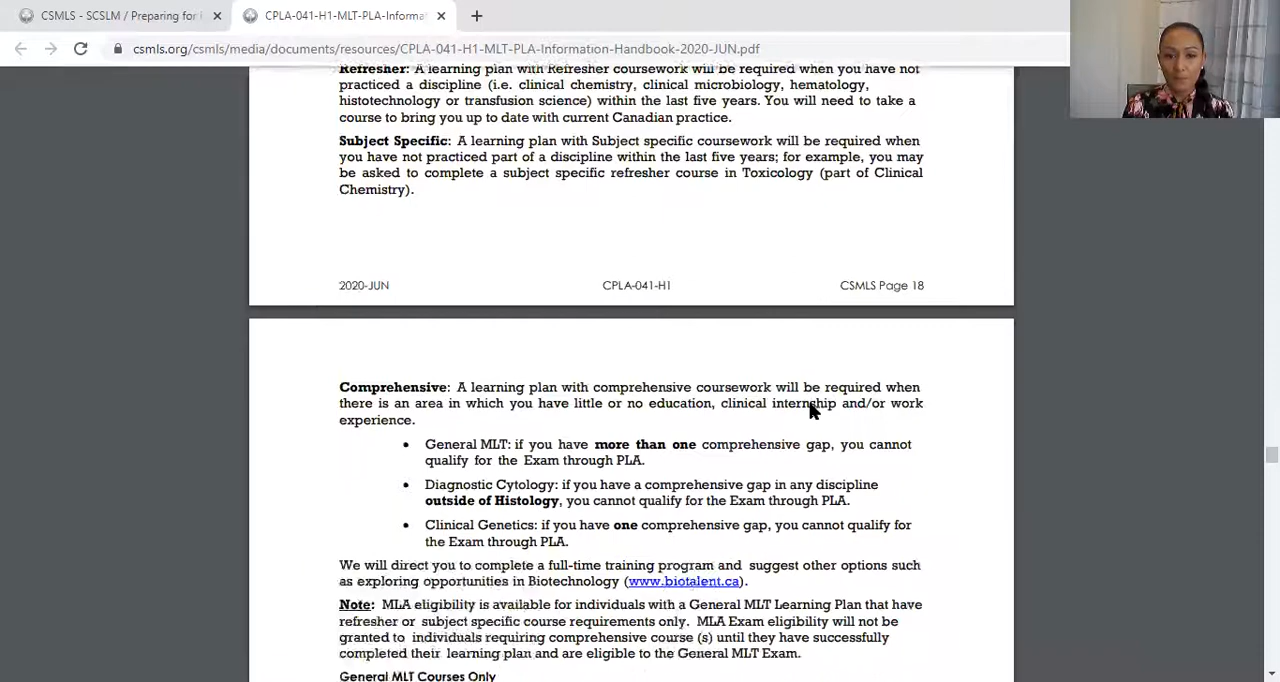 CSMLS - SCSLM / Preparing for
CPLA-041-H1-MLT-PLA-Informa
csmls.org/csmls/media/documents/resources/CPLA-041-H1-MLT-PLA-Information-Handbook-2020-JUN.pdf
Refresher: A learning plan with Refresher coursework will be required when you have not
practiced a discipline (i.e. clinical chemistry, clinical microbiology, hematology,
histotechnology or transfusion science) within the last five years. You will need to take a
course to bring you up to date with current Canadian practice.
Subject Specific: A learning plan with Subject specific coursework will be required when
you have not practiced part of a discipline within the last five years; for example, you may
be asked to complete a subject specific refresher course in Toxicology (part of Clinical
Chemistry).
2020-JUN CPLA-041-H1 CSMLS Page 18
Comprehensive: A learning plan with comprehensive coursework will be required when
there is an area in which you have little or no education, clinical internship and/or work
experience.
• General MLT: if you have more than one comprehensive gap, you cannot
qualify for the Exam through PLA.
• Diagnostic Cytology: if you have a comprehensive gap in any discipline
outside of Histology, you cannot qualify for the Exam through PLA.
• Clinical Genetics: if you have one comprehensive gap, you cannot qualify for
the Exam through PLA.
We will direct you to complete a full-time training program and suggest other options such
as exploring opportunities in Biotechnology (www.biotalent.ca).
Note: MLA eligibility is available for individuals with a General MLT Learning Plan that have
refresher or subject specific course requirements only. MLA Exam eligibility will not be
granted to individuals requiring comprehensive course (s) until they have successfully
completed their learning plan and are eligible to the General MLT Exam.
General MLT Courses Only